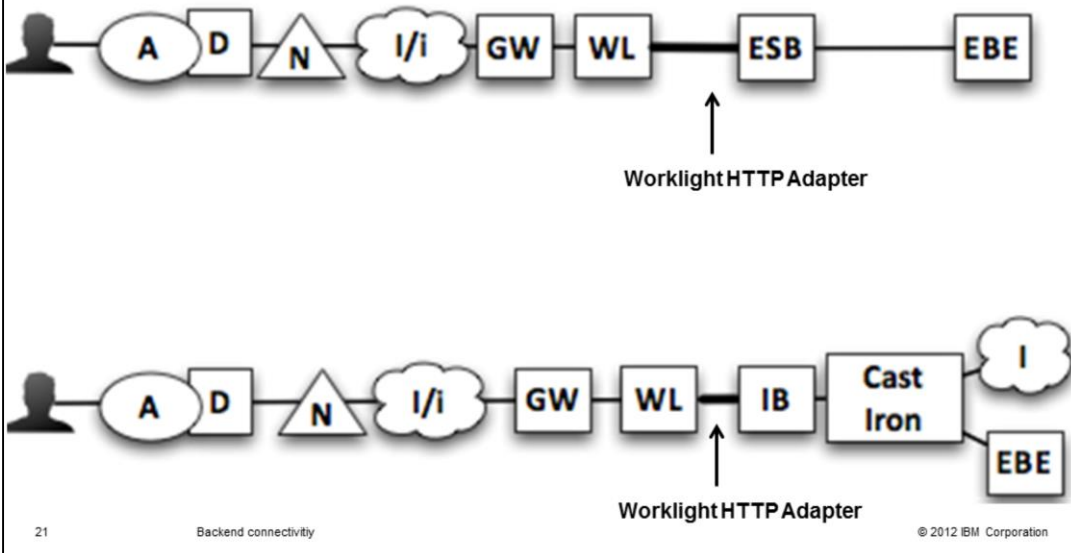 A D N I/i GW WL ESB EBE
Worklight HTTP Adapter
A D N I/i GW WL IB Cast Iron I
EBE
Worklight HTTP Adapter
21 Backend connectivitiy © 2012 IBM Corporation